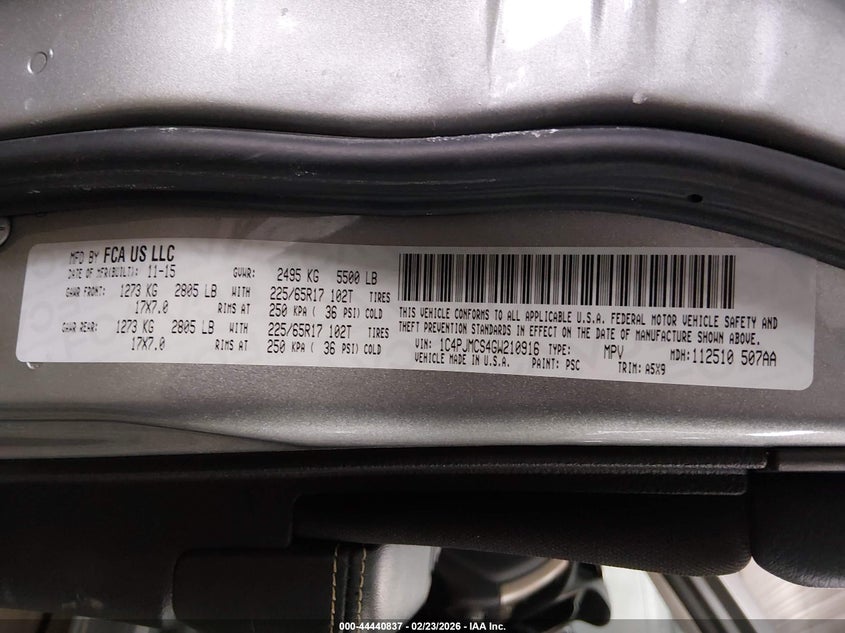 MFD BY FCA US LLC
DATE OF MFR(BUILT): 11-15 GVWR: 2495 KG 5500 LB
GAWR FRONT: 1273 KG 2805 LB WITH 225/65R17 102T TIRES
17X7.0 RIMS AT 250 KPA ( 36 PSI) COLD
GAWR REAR: 1273 KG 2805 LB WITH 225/65R17 102T TIRES
17X7.0 RIMS AT 250 KPA ( 36 PSI) COLD
THIS VEHICLE CONFORMS TO ALL APPLICABLE U.S.A. FEDERAL MOTOR VEHICLE SAFETY AND
THEFT PREVENTION STANDARDS IN EFFECT ON THE DATE OF MANUFACTURE SHOWN ABOVE.
VIN: 1C4PJMCS4GW210916 TYPE: MPV MDH: 112510 507AA
VEHICLE MADE IN U.S.A. PAINT: PSC TRIM: A5X9
000-44440837 - 02/23/2026 - IAA Inc.